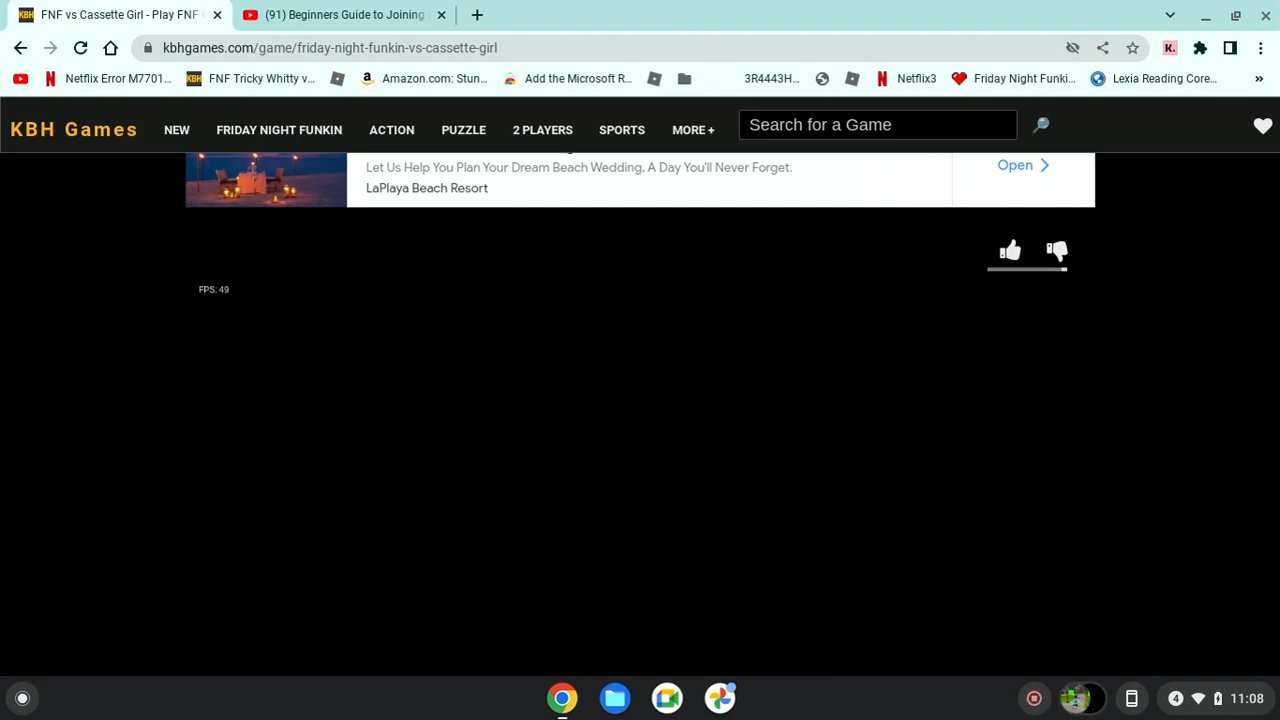 FNF vs Cassette Girl - Play FNF v
(91) Beginners Guide to Joining
kbhgames.com/game/friday-night-funkin-vs-cassette-girl
Netflix Error M7701... FNF Tricky Whitty v... Amazon.com: Stun... Add the Microsoft R... 3R4443H... Netflix3 Friday Night Funki... Lexia Reading Core... »
KBH Games NEW FRIDAY NIGHT FUNKIN ACTION PUZZLE 2 PLAYERS SPORTS MORE + Search for a Game
Let Us Help You Plan Your Dream Beach Wedding, A Day You'll Never Forget.
Open
LaPlaya Beach Resort
FPS: 49
4 11:08